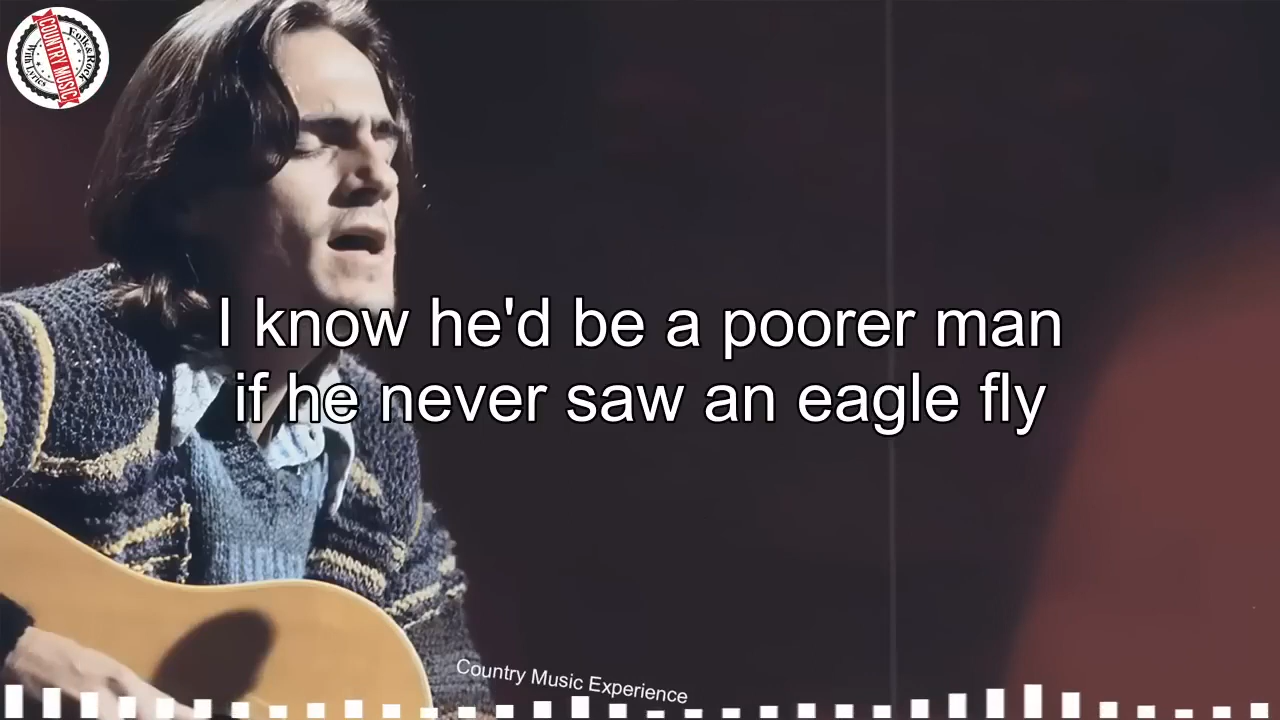 Folk&Rock
COUNTRY MUSIC
With Lyrics
I know he'd be a poorer man
if he never saw an eagle fly
Country Music Experience